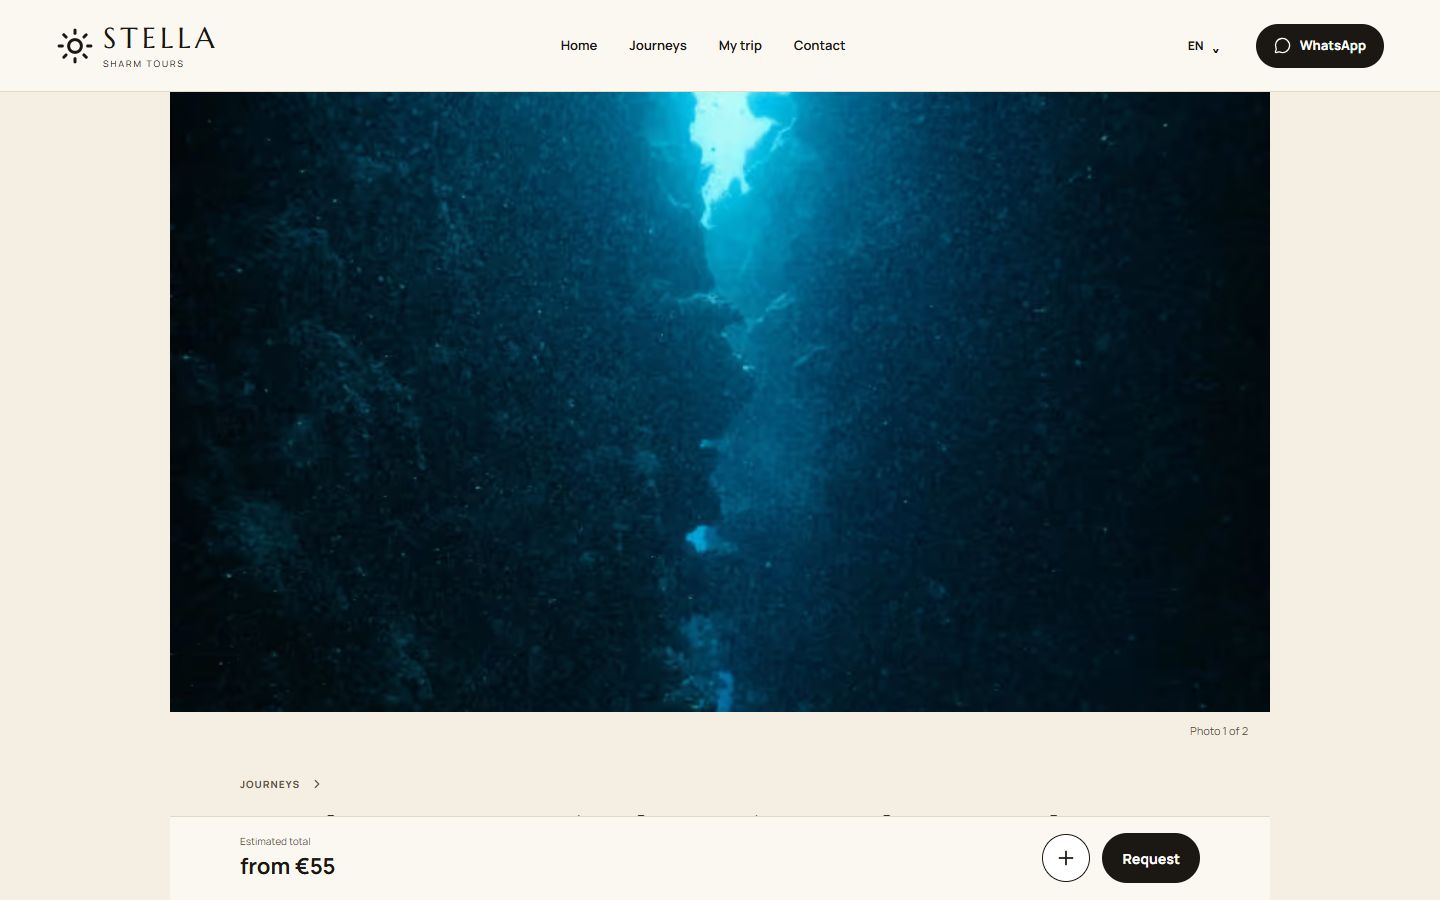 STELLA
SHARM TOURS
Home
Journeys
My trip
Contact
EN
WhatsApp
Photo 1 of 2
JOURNEYS
Estimated total
from €55
Request